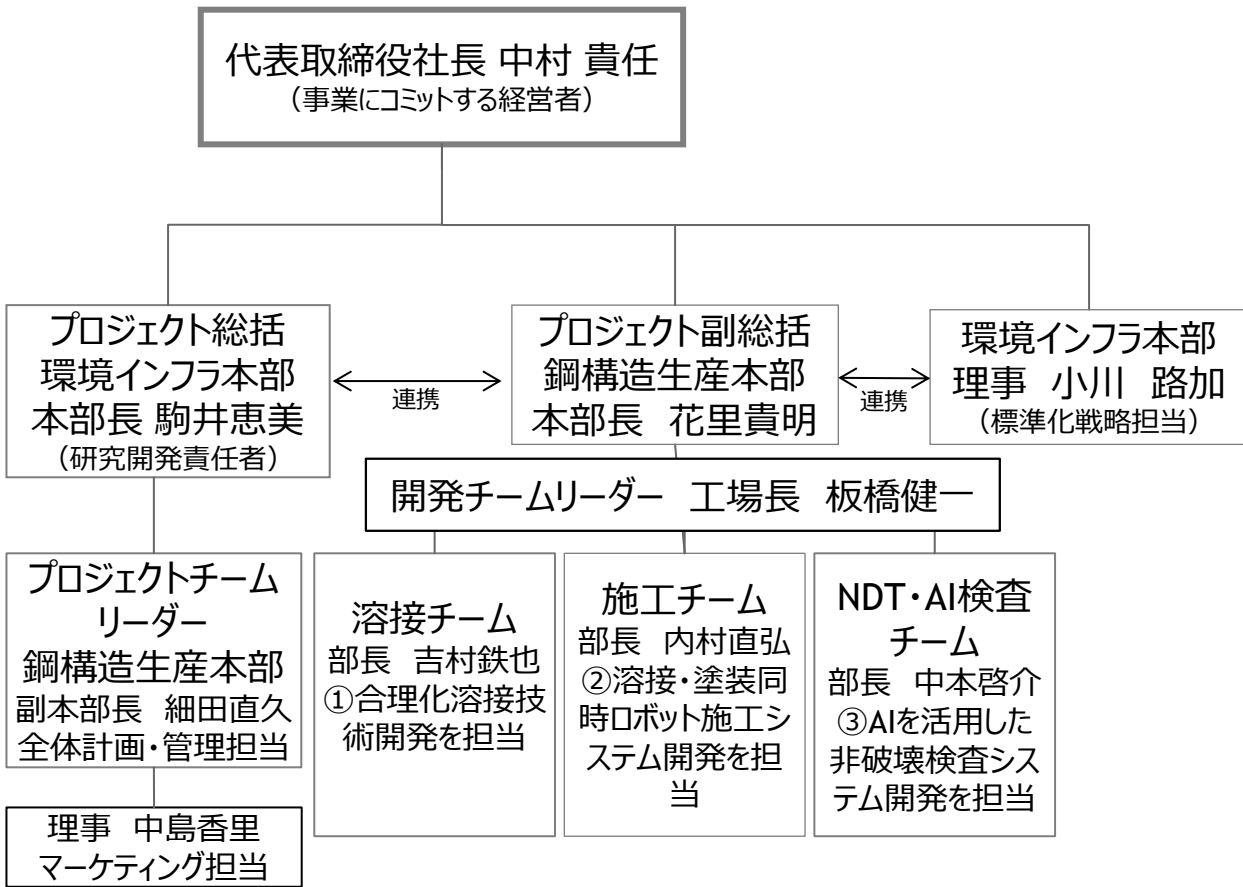 代表取締役社長 中村 貴任
（事業にコミットする経営者）
プロジェクト総括
環境インフラ本部
本部長 駒井恵美
（研究開発責任者）
連携
プロジェクト副総括
鋼構造生産本部
本部長　花里貴明
連携
環境インフラ本部
理事　小川　路加
（標準化戦略担当）
開発チームリーダー　工場長　板橋健一
プロジェクトチーム
リーダー
鋼構造生産本部
副本部長　細田直久
全体計画・管理担当
溶接チーム
部長　吉村鉄也
①合理化溶接技
術開発を担当
施工チーム
部長　内村直弘
②溶接・塗装同
時ロボット施工シ
ステム開発を担
当
NDT・AI検査
チーム
部長　中本啓介
③AIを活用した
非破壊検査シス
テム開発を担当
理事　中島香里
マーケティング担当